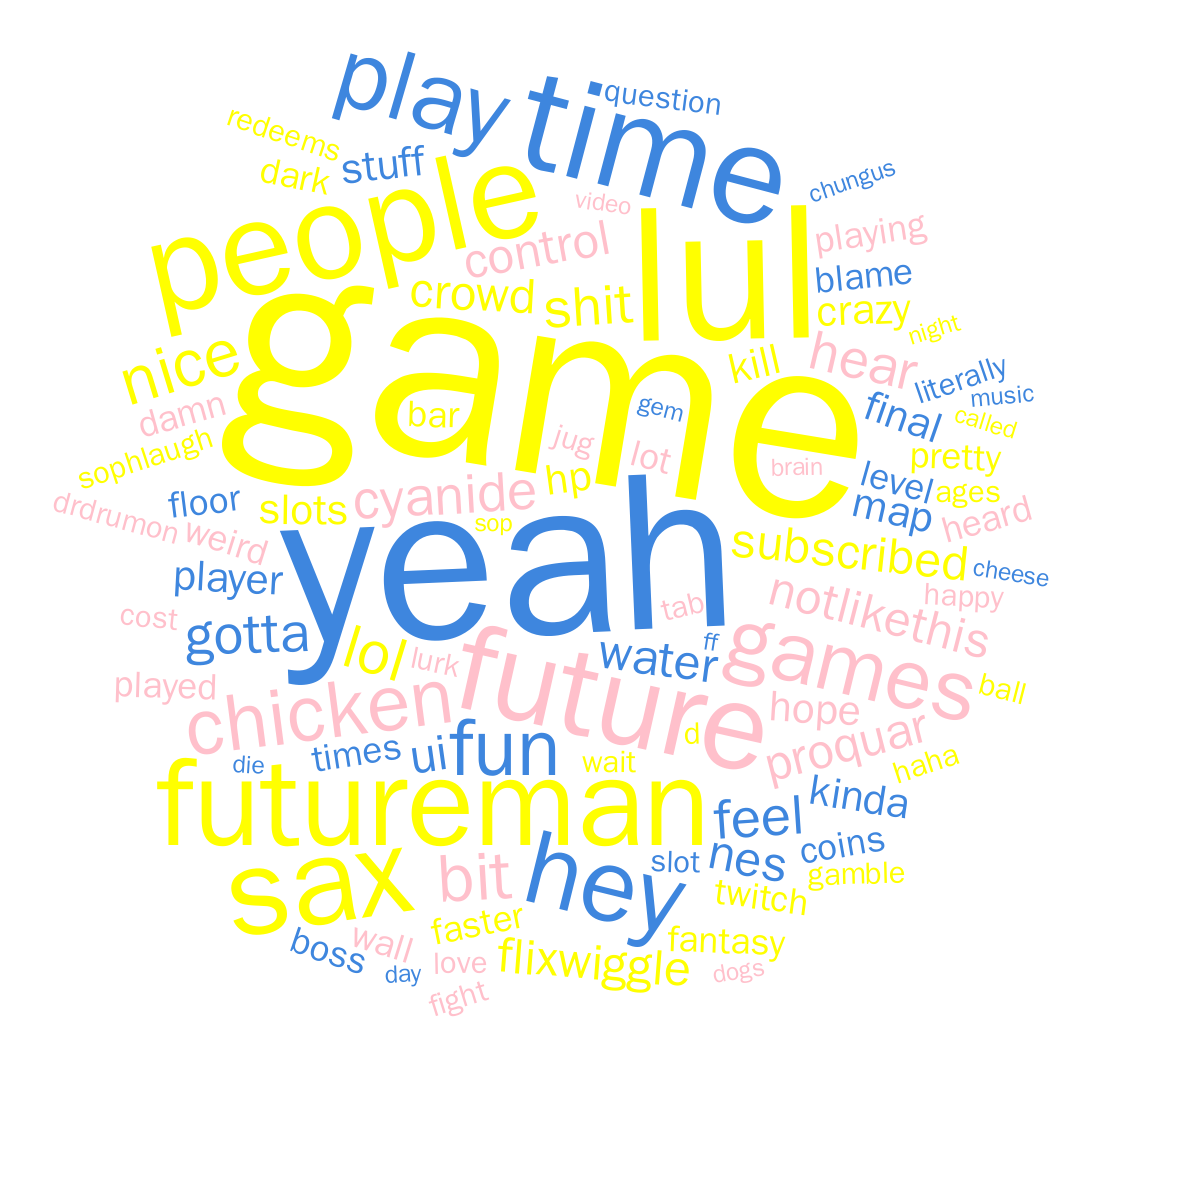 play
time
question
redeems
stuff
dark
people
video
chungus
control
lul
playing
blame
crowd
shit
crazy
game
nice
kill
hear
night
literally
music
damn
bar
gem
final
called
sophlaugh
jug
lot
brain
pretty
hp
level
ages
drdrumon
floor
slots
cyanide
sop
yeah
map
heard
weird
subscribed
player
cheese
cost
gotta
lol
lurk
tab
notlikethis
happy
ff
water
games
played
chicken
future
hope
ball
d
proquar
times
ui
fun
die
wait
haha
futureman
feel
kinda
sax
bit
hey
slot
nes
coins
gamble
twitch
boss
wall
faster
flixwiggle
fantasy
day
love
dogs
fight